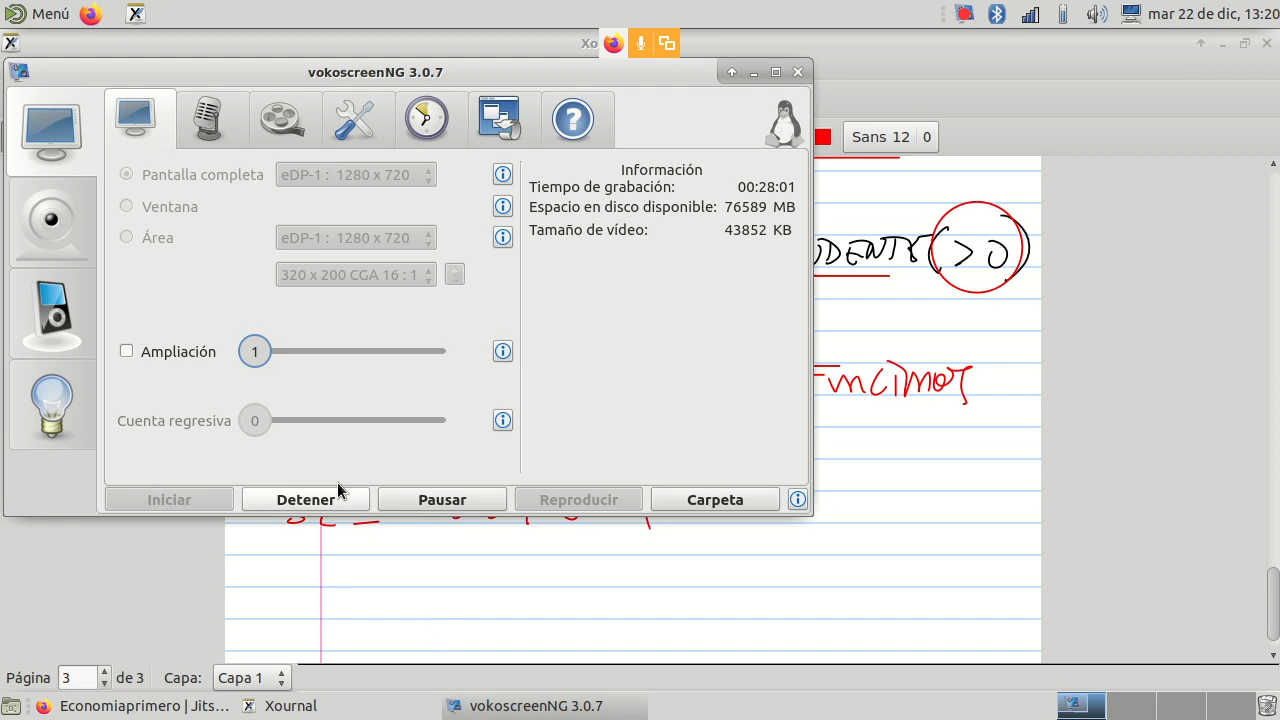 Menú
mar 22 de dic, 13:20
Xo
vokoscreenNG 3.0.7
Sans 12 0
Pantalla completa eDP-1 : 1280 x 720
Ventana
Área eDP-1 : 1280 x 720
320 x 200 CGA 16 : 1
Ampliación 1
Cuenta regresiva 0
Información
Tiempo de grabación: 00:28:01
Espacio en disco disponible: 76589 MB
Tamaño de vídeo: 43852 KB
(>0)
Iniciar Detener Pausar Reproducir Carpeta
Página 3 de 3 Capa: Capa 1
Economiaprimero | Jits... Xournal vokoscreenNG 3.0.7